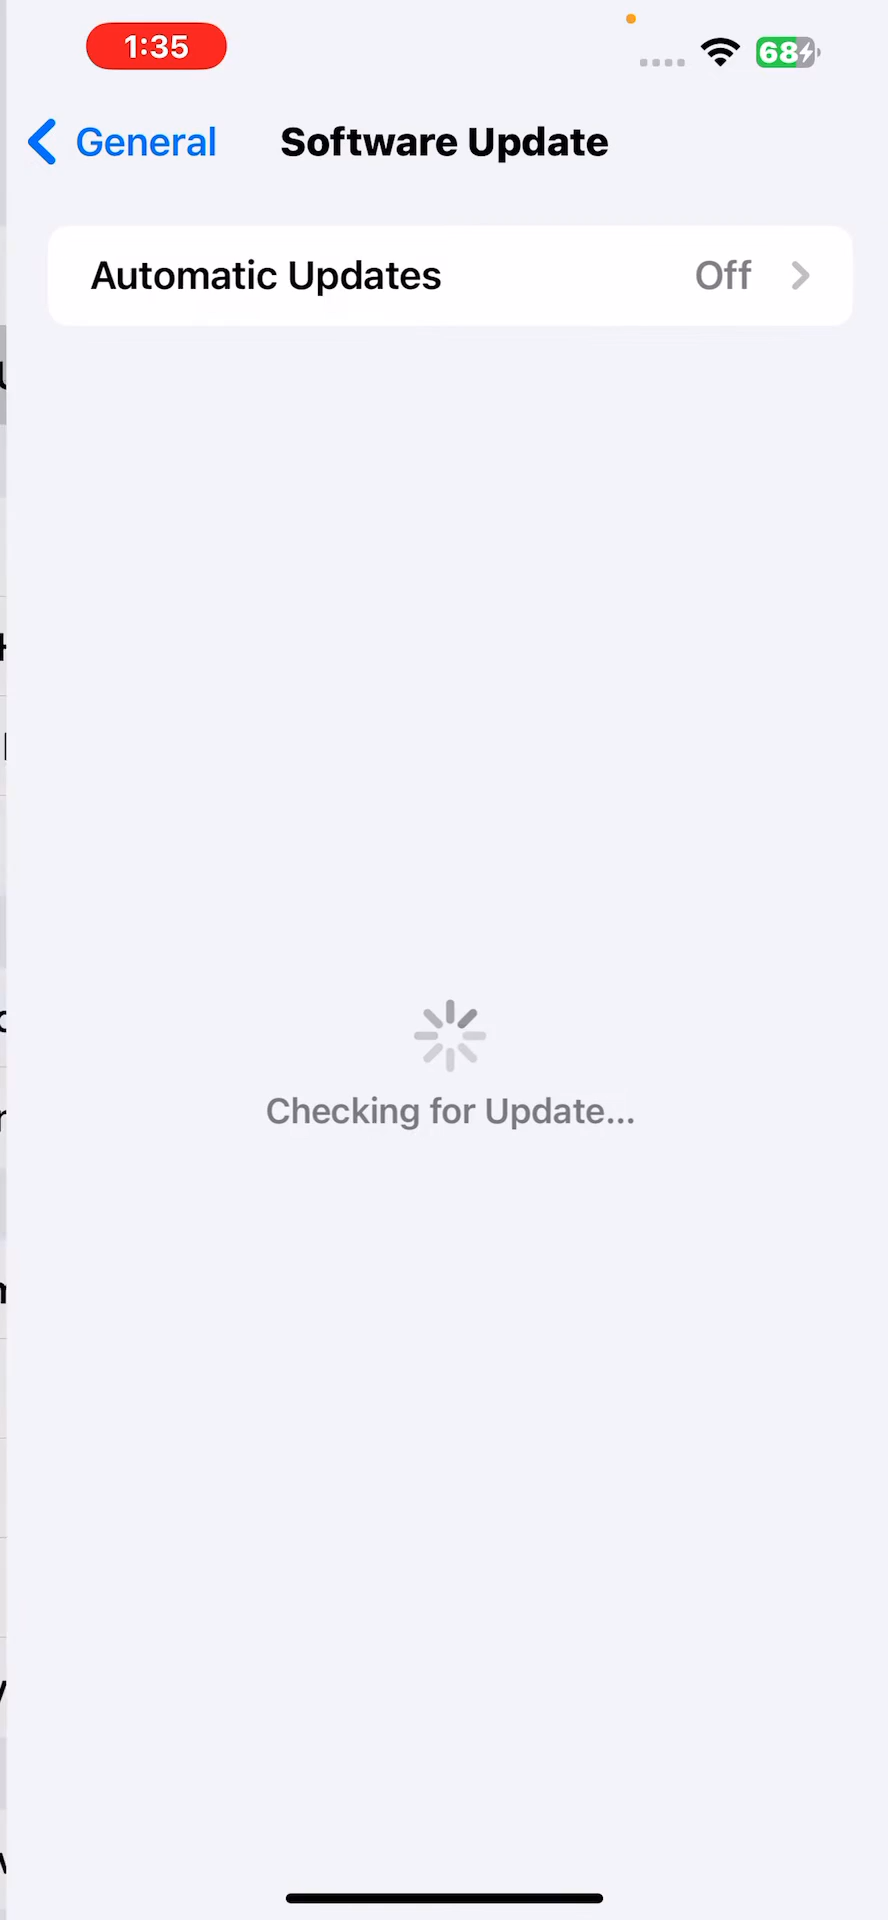 1:35
68
General
Software Update
Automatic Updates
Off
Checking for Update...